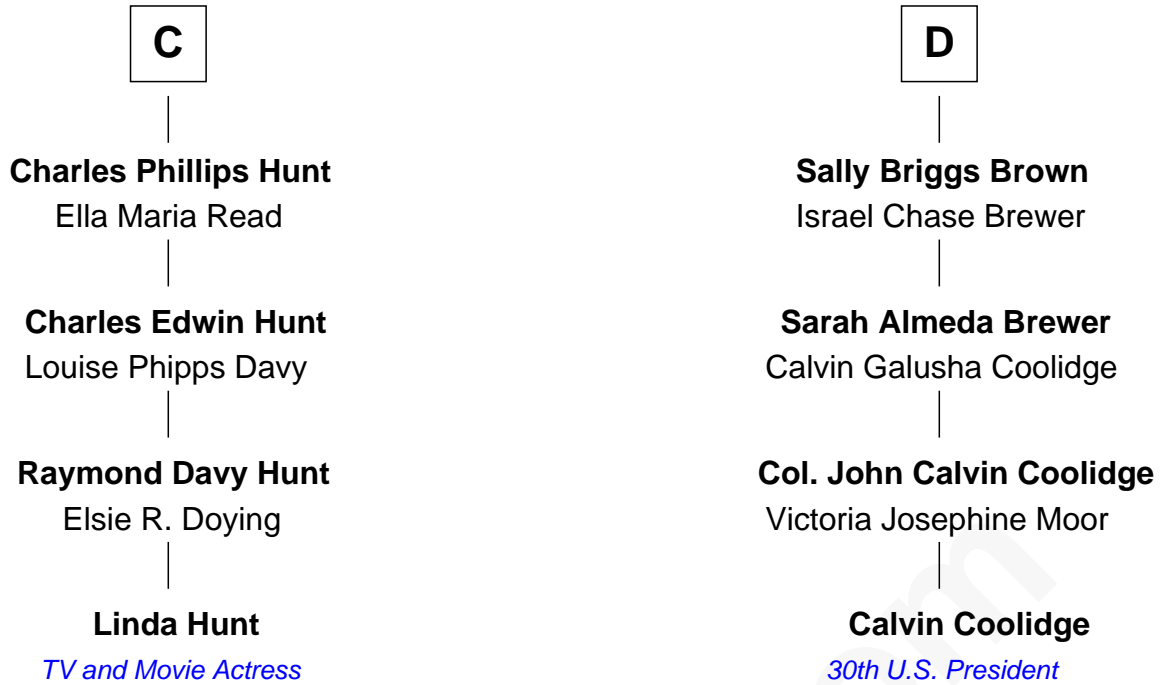 C
Charles Phillips Hunt
Ella Maria Read
Charles Edwin Hunt
Louise Phipps Davy
Raymond Davy Hunt
Elsie R. Doying
Linda Hunt
TV and Movie Actress
D
Sally Briggs Brown
Israel Chase Brewer
Sarah Almeda Brewer
Calvin Galusha Coolidge
Col. John Calvin Coolidge
Victoria Josephine Moor
Calvin Coolidge
30th U.S. President